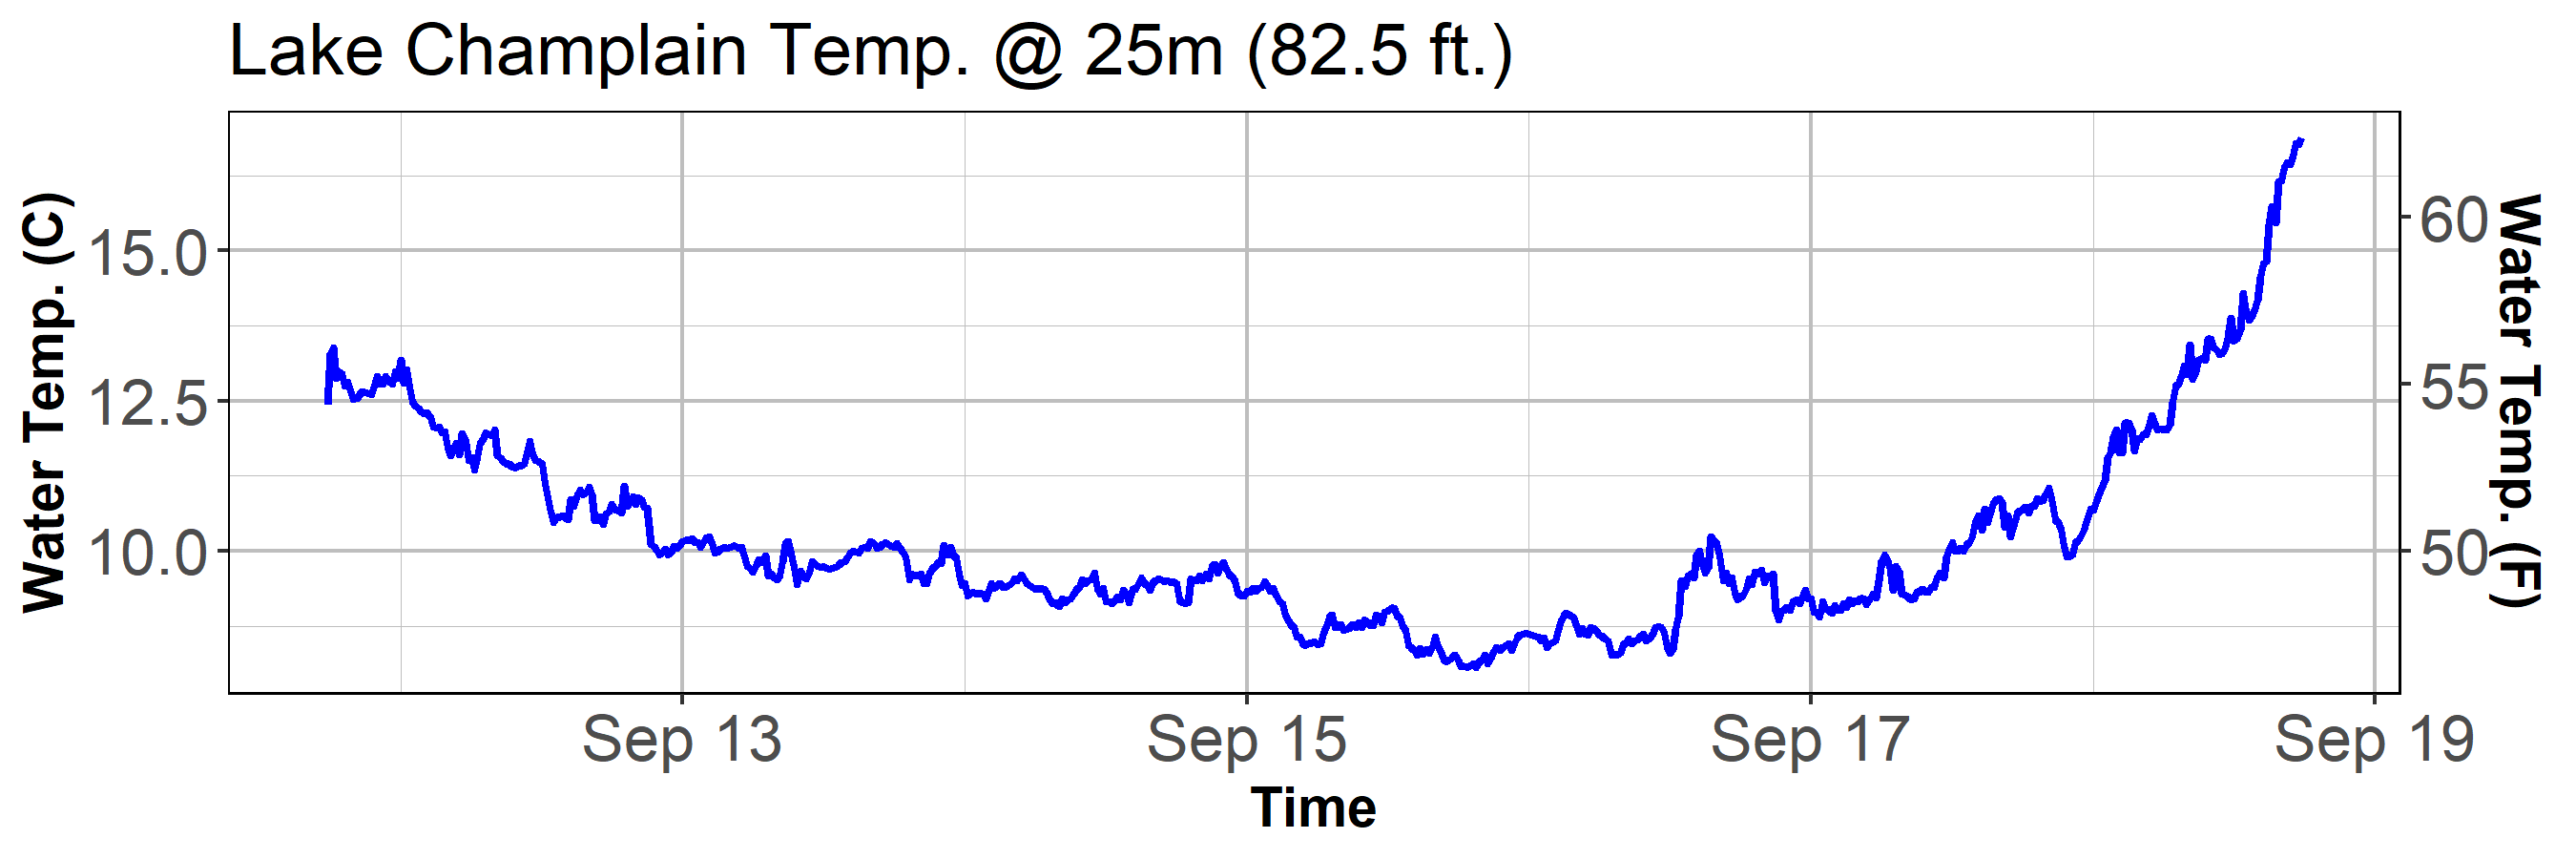 Lake Champlain Temp. @ 25m (82.5 ft.)
Water Temp. (C)
15.0
12.5
10.0
60
55
50
Water Temp. (F)
Sep 13
Sep 15
Sep 17
Sep 19
Time